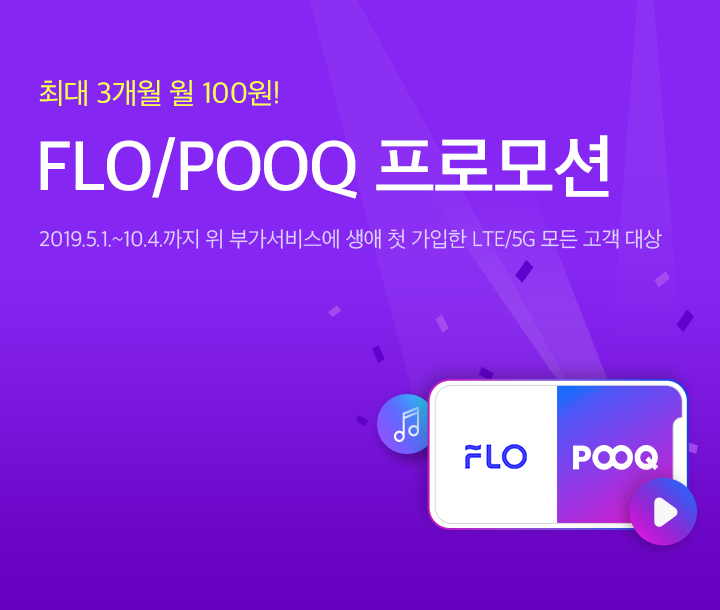 최대 3개월 월 100원!
FLO/POOQ 프로모션
2019.5.1.~10.4.까지 위 부가서비스에 생애 첫 가입한 LTE/5G 모든 고객 대상
FLO
POOQ